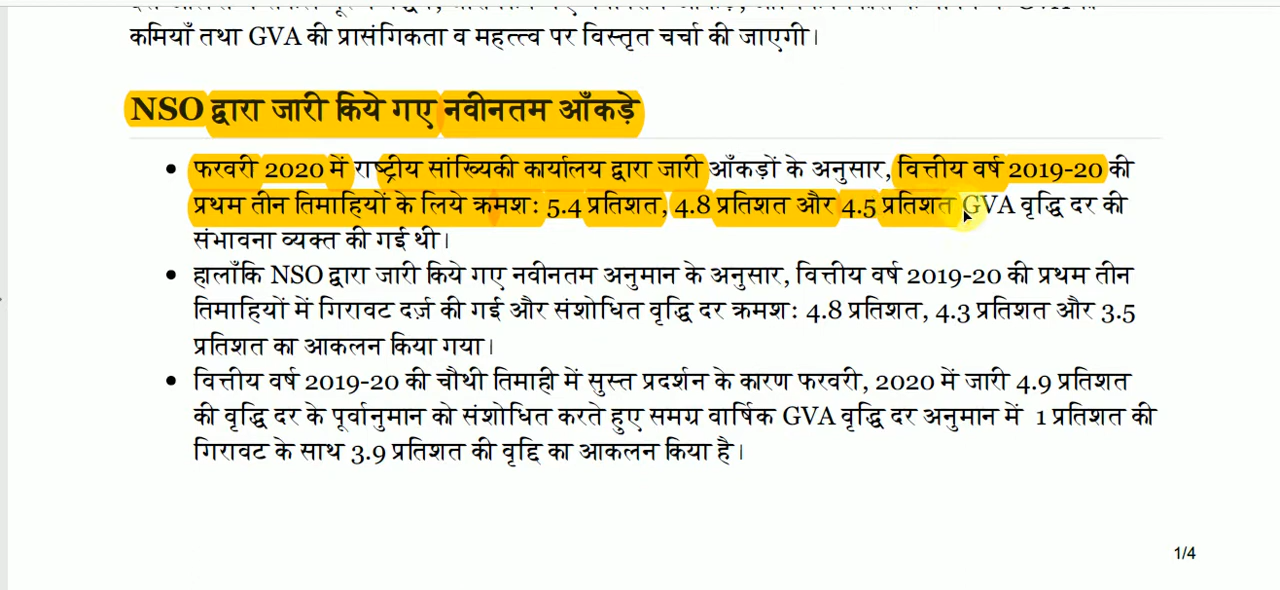 कमियाँ तथा GVA की प्रासंगिकता व महत्त्व पर विस्तृत चर्चा की जाएगी।
NSO द्वारा जारी किये गए नवीनतम आँकड़े
• फरवरी 2020 में राष्ट्रीय सांख्यिकी कार्यालय द्वारा जारी आँकड़ों के अनुसार, वित्तीय वर्ष 2019-20 की
प्रथम तीन तिमाहियों के लिये क्रमश: 5.4 प्रतिशत, 4.8 प्रतिशत और 4.5 प्रतिशत GVA वृद्धि दर की
संभावना व्यक्त की गई थी।
• हालाँकि NSO द्वारा जारी किये गए नवीनतम अनुमान के अनुसार, वित्तीय वर्ष 2019-20 की प्रथम तीन
तिमाहियों में गिरावट दर्ज़ की गई और संशोधित वृद्धि दर क्रमश: 4.8 प्रतिशत, 4.3 प्रतिशत और 3.5
प्रतिशत का आकलन किया गया।
• वित्तीय वर्ष 2019-20 की चौथी तिमाही में सुस्त प्रदर्शन के कारण फरवरी, 2020 में जारी 4.9 प्रतिशत
की वृद्धि दर के पूर्वानुमान को संशोधित करते हुए समग्र वार्षिक GVA वृद्धि दर अनुमान में 1 प्रतिशत की
गिरावट के साथ 3.9 प्रतिशत की वृद्दि का आकलन किया है।
1/4